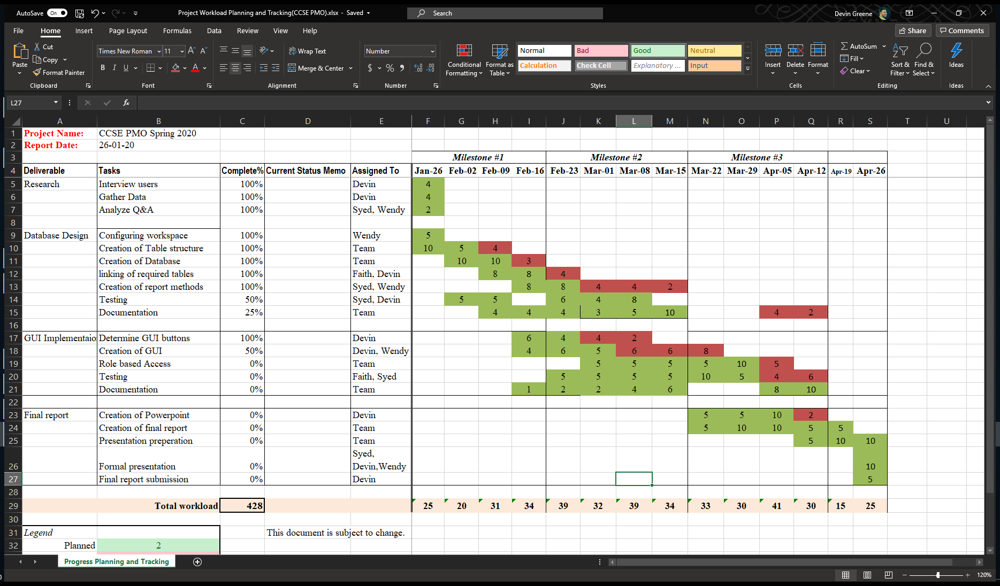 AutoSave On Project Workload Planning and Tracking(CCSE PMO).xlsx - Saved Search Devin Greene
File Home Insert Page Layout Formulas Data Review View Help Share Comments
Paste Cut Copy Format Painter
Times New Roman 11 B I U
Wrap Text Merge & Center
Number $ % 9
Conditional Formatting Format as Table
Normal Bad Good Neutral
Calculation Check Cell Explanatory ... Input
Insert Delete Format
AutoSum Fill Clear Sort & Filter Find & Select Ideas
Clipboard Font Alignment Number Styles Cells Editing Ideas
L27 fx
A B C D E F G H I J K L M N O P Q R S T U
1 Project Name: CCSE PMO Spring 2020
2 Report Date: 26-01-20
3 Milestone #1 Milestone #2 Milestone #3
4 Deliverable Tasks Complete% Current Status Memo Assigned To Jan-26 Feb-02 Feb-09 Feb-16 Feb-23 Mar-01 Mar-08 Mar-15 Mar-22 Mar-29 Apr-05 Apr-12 Apr-19 Apr-26
5 Research Interview users 100% Devin 4
6 Gather Data 100% Devin 4
7 Analyze Q&A 100% Syed, Wendy 2
8
9 Database Design Configuring workspace 100% Wendy 5
10 Creation of Table structure 100% Team 10 5 4
11 Creation of Database 100% Team 10 10 3
12 linking of required tables 100% Faith, Devin 8 8 4
13 Creation of report methods 100% Syed, Wendy 8 8 4 4 2
14 Testing 50% Syed, Devin 5 5 6 4 8
15 Documentation 25% Team 4 4 4 3 5 10 4 2
16
17 GUI Implementaio Determine GUI buttons 100% Devin 6 4 4 2
18 Creation of GUI 50% Devin, Wendy 4 6 5 6 6 8
19 Role based Access 0% Team 5 5 5 5 10 5
20 Testing 0% Faith, Syed 5 5 5 5 10 5 4 6
21 Documentation 0% Team 1 2 2 4 6 8 10
22
23 Final report Creation of Powerpoint 0% Devin 5 5 10 2
24 Creation of final report 0% Team 5 10 10 5 5
25 Presentation preperation 0% Team 5 10 10
Syed,
26 Formal presentation 0% Devin,Wendy 10
27 Final report submission 0% Devin 5
28
29 Total workload 428 25 20 31 34 39 32 39 34 33 30 41 30 15 25
30
31 Legend This document is subject to change.
32 Planned 2
Progress Planning and Tracking
120%